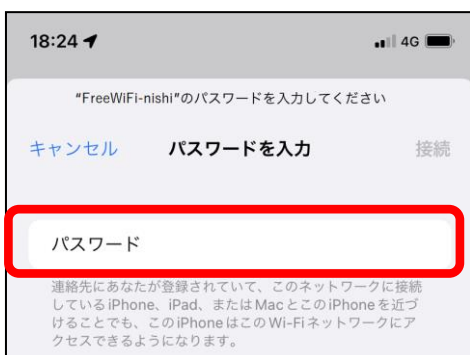 18:24 4G
“FreeWiFi-nishi”のパスワードを入力してください
キャンセル パスワードを入力 接続
パスワード
連絡先にあなたが登録されていて、このネットワークに接続
しているiPhone、iPad、またはMacとこのiPhoneを近づ
けることでも、このiPhoneはこのWi-Fiネットワークにア
クセスできるようになります。